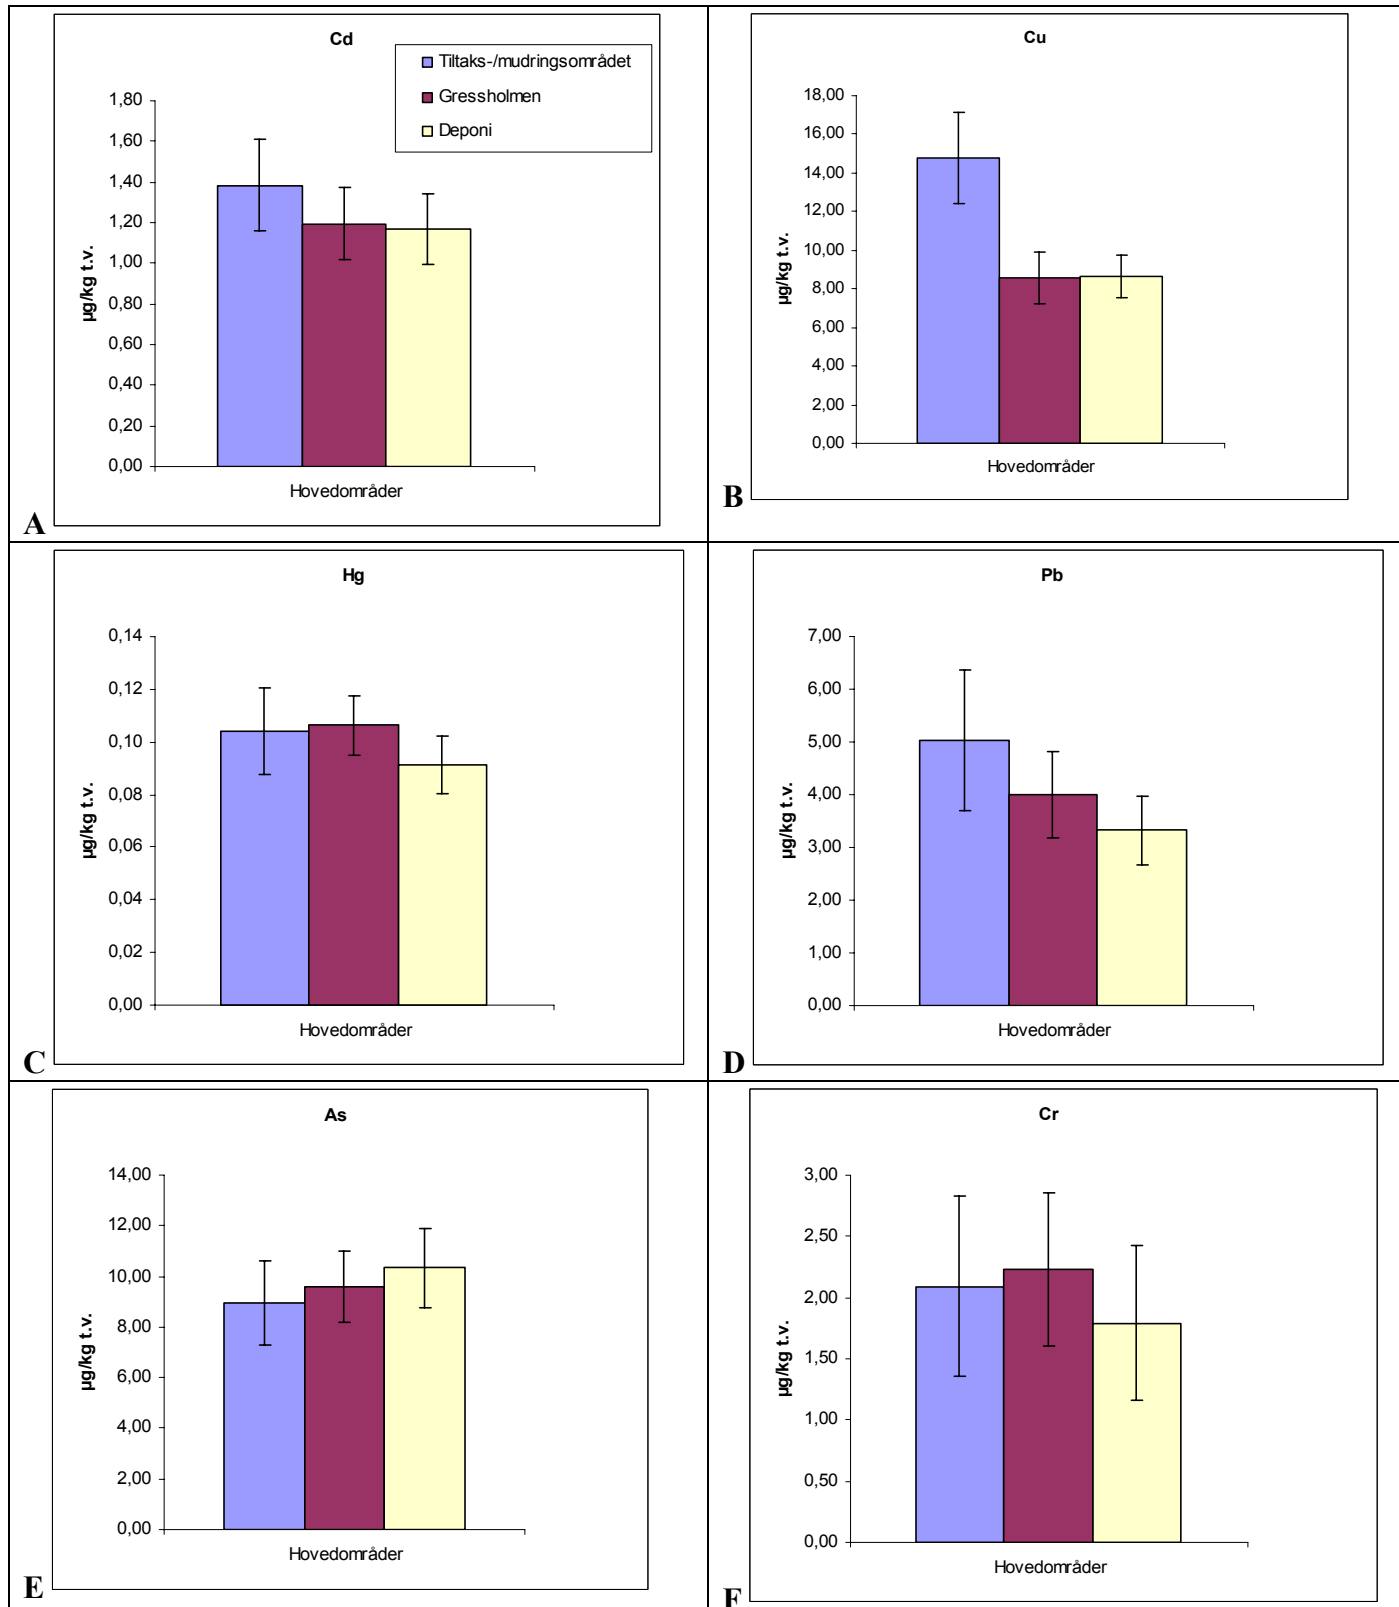 Cd
Tiltaks-/mudringsområdet
Gressholmen
Deponi
1,80
1,60
1,40
1,20
1,00
0,80
0,60
0,40
0,20
0,00
µg/kg t.v.
Hovedområder
A
Cu
18,00
16,00
14,00
12,00
10,00
8,00
6,00
4,00
2,00
0,00
µg/kg t.v.
Hovedområder
B
Hg
0,14
0,12
0,10
0,08
0,06
0,04
0,02
0,00
µg/kg t.v.
Hovedområder
C
Pb
7,00
6,00
5,00
4,00
3,00
2,00
1,00
0,00
µg/kg t.v.
Hovedområder
D
As
14,00
12,00
10,00
8,00
6,00
4,00
2,00
0,00
µg/kg t.v.
Hovedområder
E
Cr
3,00
2,50
2,00
1,50
1,00
0,50
0,00
µg/kg t.v.
Hovedområder
F